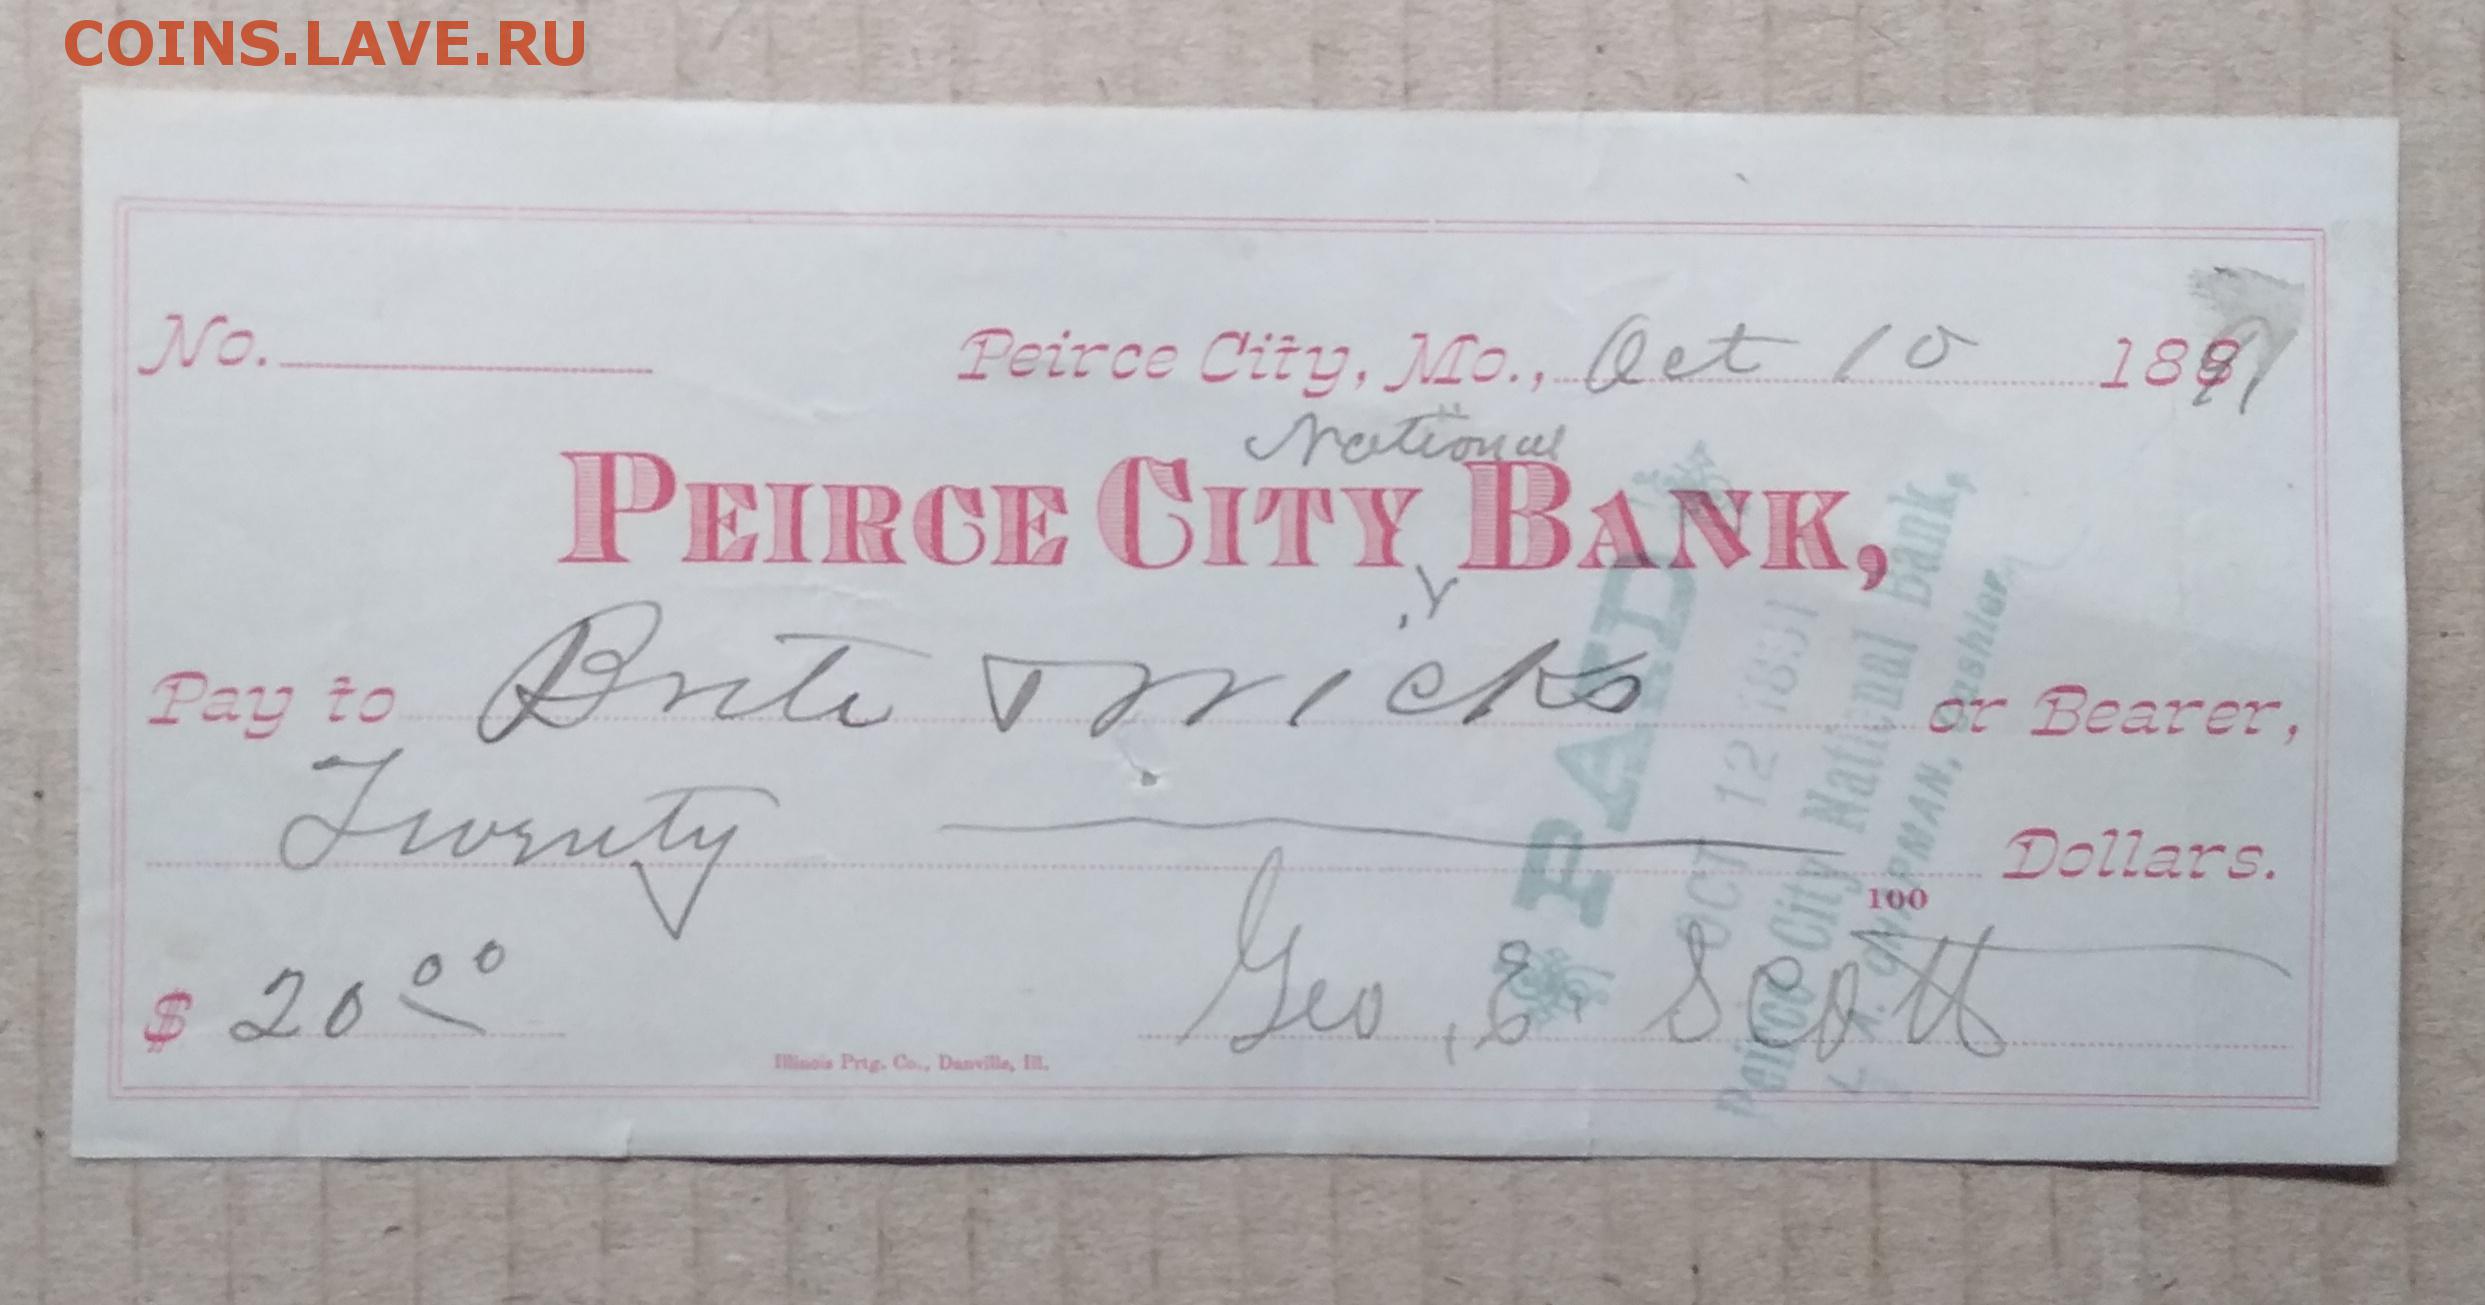 COINS.LAVE.RU
No. Peirce City, Mo., Oct 10 1891
National
PEIRCE CITY BANK,
Pay to or Bearer,
Twenty Dollars.
100
$ 20 00 Geo. E. Scott
Illinois Prtg. Co., Danville, Ill.
PAID
OCT 12 1891
Peirce City National Bank,
L. A. CHAPMAN, Cashier